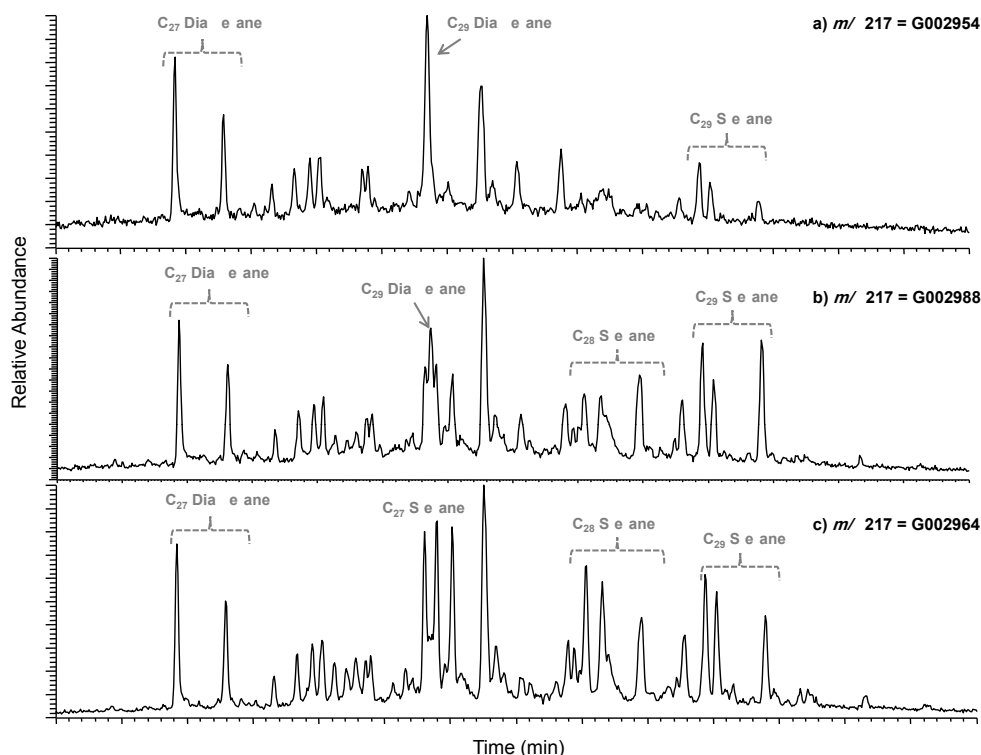 C27 Dia e ane
C29 Dia e ane
a) m/ 217 = G002954
C29 S e ane
C27 Dia e ane
C29 Dia e ane
C28 S e ane
C29 S e ane
b) m/ 217 = G002988
Relative Abundance
C27 Dia e ane
C27 S e ane
C28 S e ane
C29 S e ane
c) m/ 217 = G002964
Time (min)